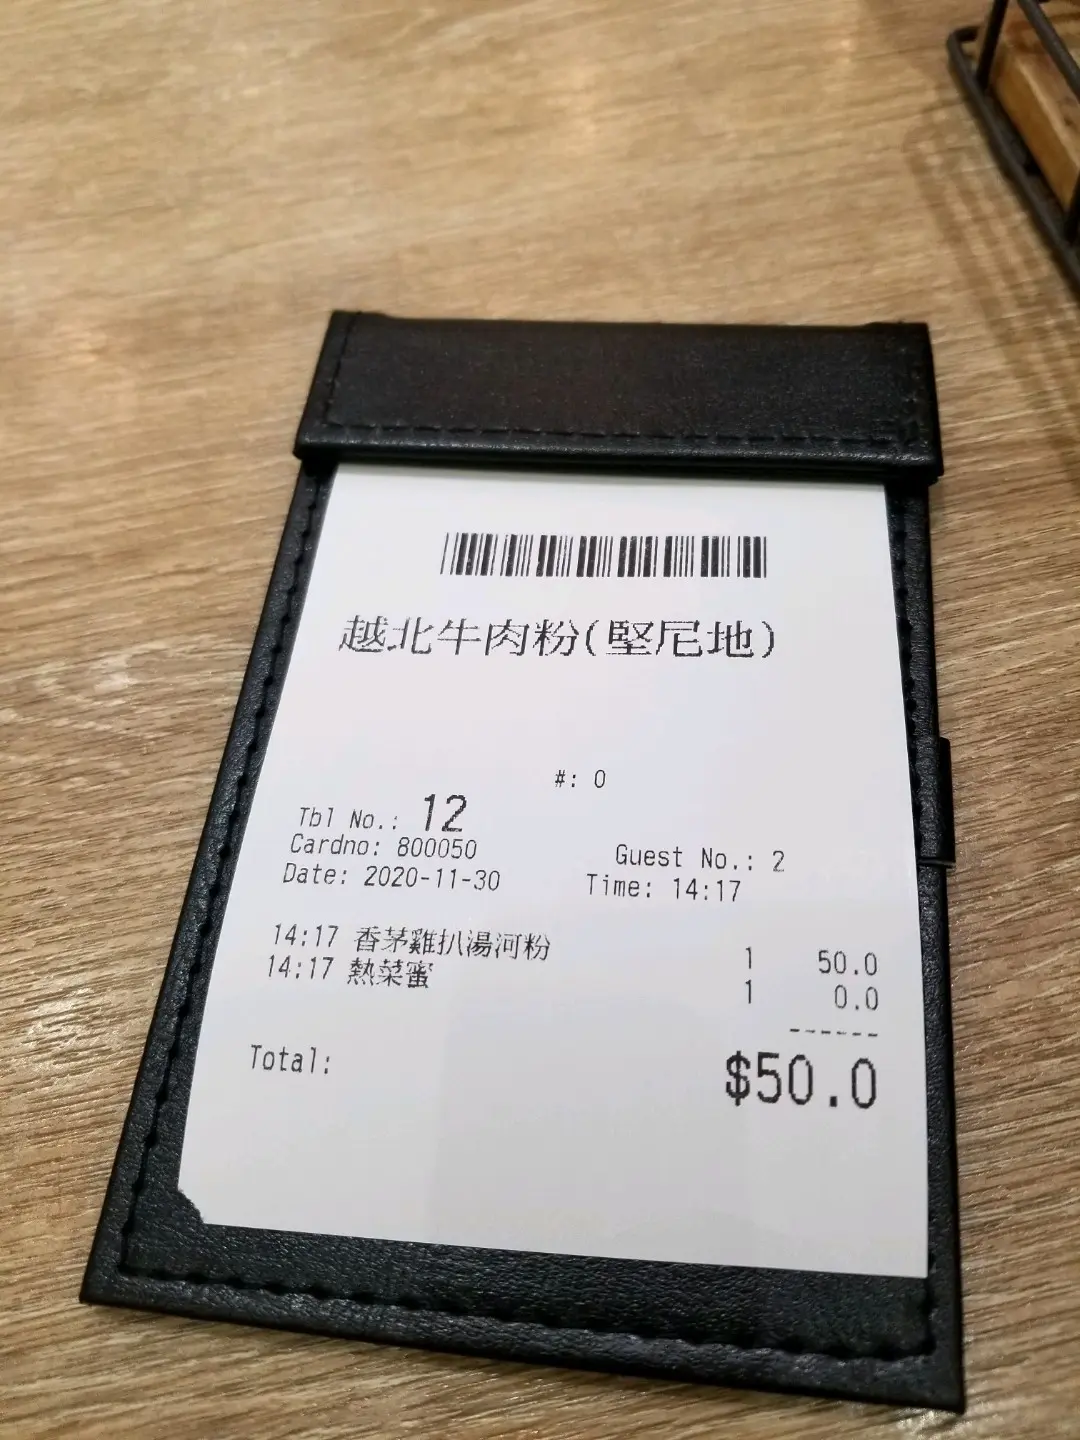 越北牛肉粉(堅尼地)
#: 0
Tbl No.: 12
Cardno: 800050 Guest No.: 2
Date: 2020-11-30 Time: 14:17
14:17 香茅雞扒湯河粉 1 50.0
14:17 熱菜蜜 1 0.0
------
Total: $50.0